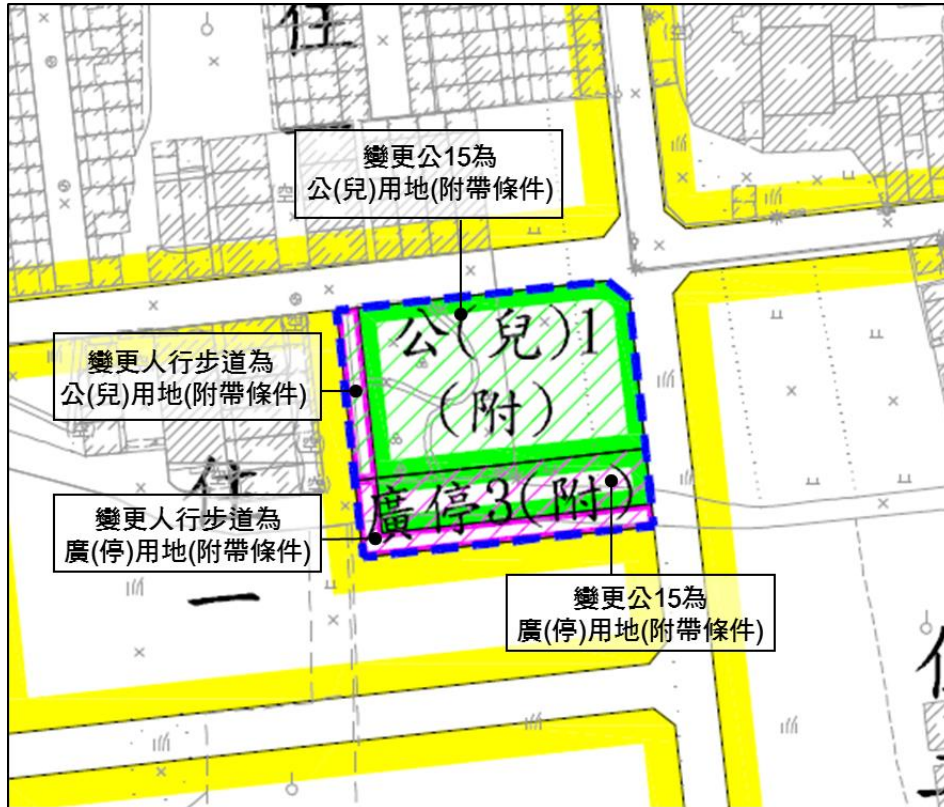 住
變更公15為
公(兒)用地(附帶條件)
公(兒)1
(附)
變更人行步道為
公(兒)用地(附帶條件)
住
廣停3(附)
變更人行步道為
廣(停)用地(附帶條件)
一
變更公15為
廣(停)用地(附帶條件)